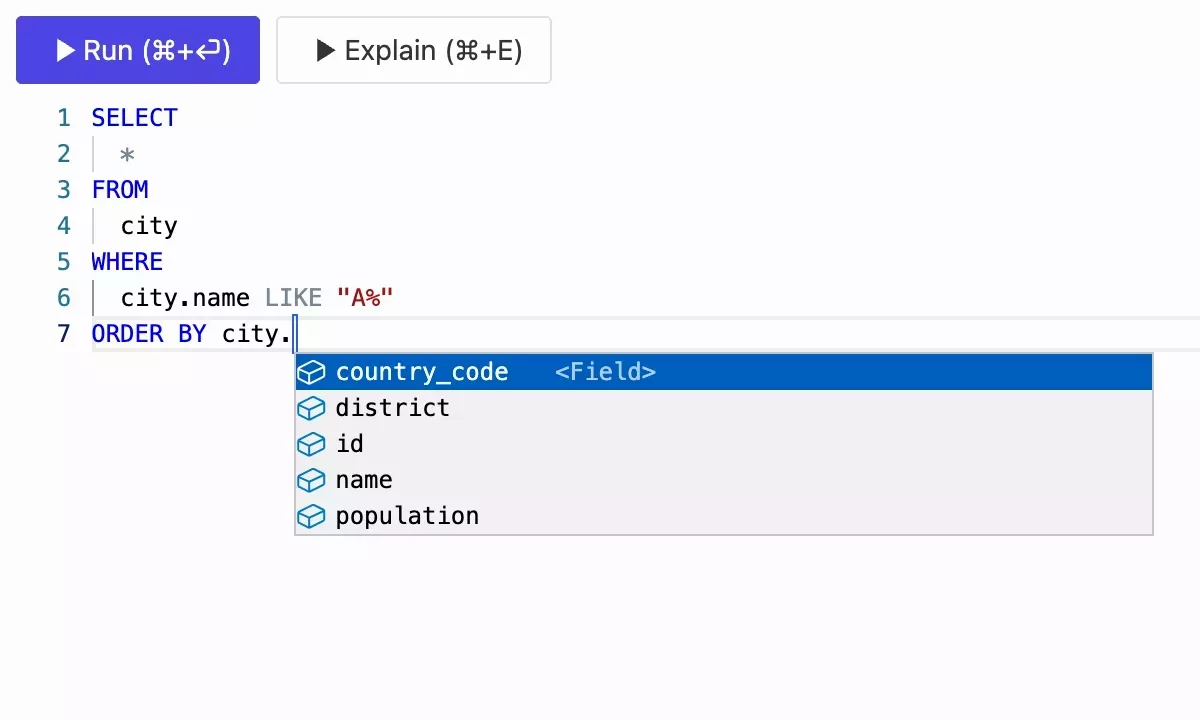 ▶ Run (⌘+⏎) ▶ Explain (⌘+E)
1 SELECT
2 *
3 FROM
4 city
5 WHERE
6 city.name LIKE "A%"
7 ORDER BY city.
country_code <Field>
district
id
name
population